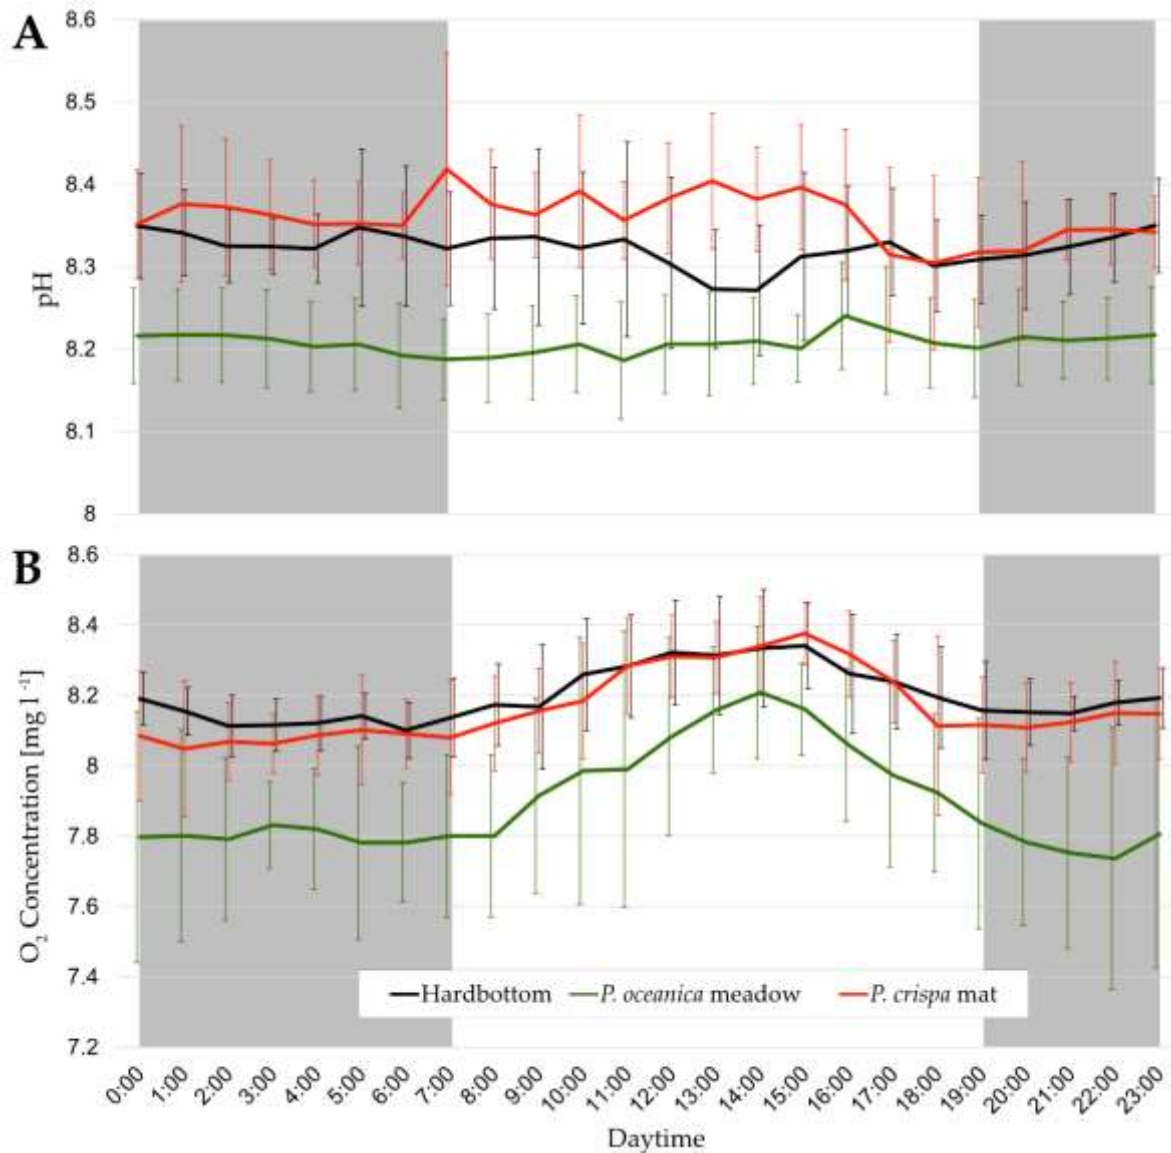 A
8.6
8.5
8.4
8.3
8.2
8.1
8
pH
B
8.6
8.4
8.2
8
7.8
7.6
7.4
7.2
O2 Concentration [mg l -1]
Hardbottom P. oceanica meadow P. crispa mat
0:00 1:00 2:00 3:00 4:00 5:00 6:00 7:00 8:00 9:00 10:00 11:00 12:00 13:00 14:00 15:00 16:00 17:00 18:00 19:00 20:00 21:00 22:00 23:00
Daytime